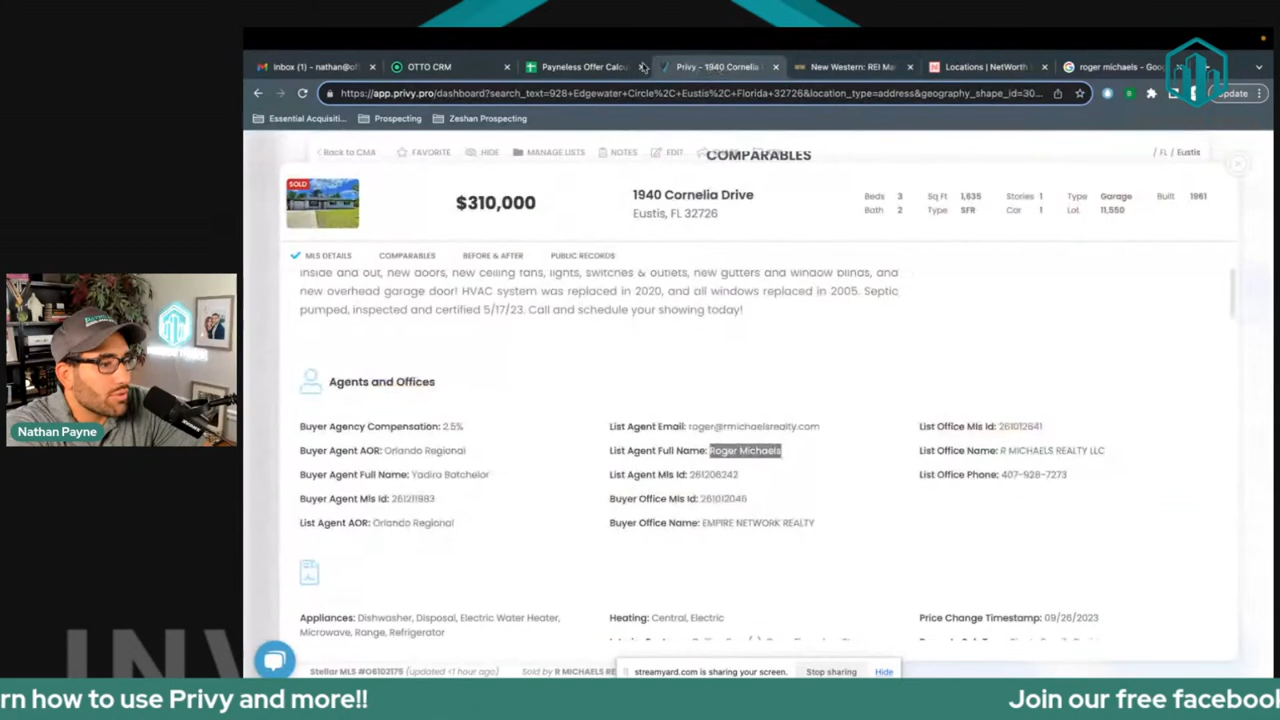 Inbox (1) - nathan@of
OTTO CRM
Payneless Offer Calcu
Privy - 1940 Cornelia
New Western: REI Ma
Locations | NetWorth
roger michaels - Goo
https://app.privy.pro/dashboard?search_text=928+Edgewater+Circle%2C+Eustis%2C+Florida+32726&location_type=address&geography_shape_id=30...
Update
Essential Acquisiti...
Prospecting
Zeshan Prospecting
Back to CMA
FAVORITE
HIDE
MANAGE LISTS
NOTES
EDIT
COMPARABLES
/ FL / Eustis
SOLD
$310,000
1940 Cornelia Drive
Eustis, FL 32726
Beds 3 Sq Ft 1,635 Stories 1 Type Garage Built 1961
Bath 2 Type SFR Car 1 Lot 11,550
MLS DETAILS COMPARABLES BEFORE & AFTER PUBLIC RECORDS
inside and out, new doors, new ceiling fans, lights, switches & outlets, new gutters and window blinds, and
new overhead garage door! HVAC system was replaced in 2020, and all windows replaced in 2005. Septic
pumped, inspected and certified 5/17/23. Call and schedule your showing today!
Agents and Offices
Buyer Agency Compensation: 2.5% List Agent Email: roger@rmichaelsrealty.com List Office Mls Id: 261012641
Buyer Agent AOR: Orlando Regional List Agent Full Name: Roger Michaels List Office Name: R MICHAELS REALTY LLC
Buyer Agent Full Name: Yadira Batchelor List Agent Mls Id: 261206242 List Office Phone: 407-928-7273
Buyer Agent Mls Id: 261211983 Buyer Office Mls Id: 261012046
List Agent AOR: Orlando Regional Buyer Office Name: EMPIRE NETWORK REALTY
Appliances: Dishwasher, Disposal, Electric Water Heater, Heating: Central, Electric Price Change Timestamp: 09/26/2023
Microwave, Range, Refrigerator
Stellar MLS #O6102175 (updated <1 hour ago) Sold by R MICHAELS RE
streamyard.com is sharing your screen. Stop sharing Hide
Nathan Payne
INV
rn how to use Privy and more!! Join our free facebook